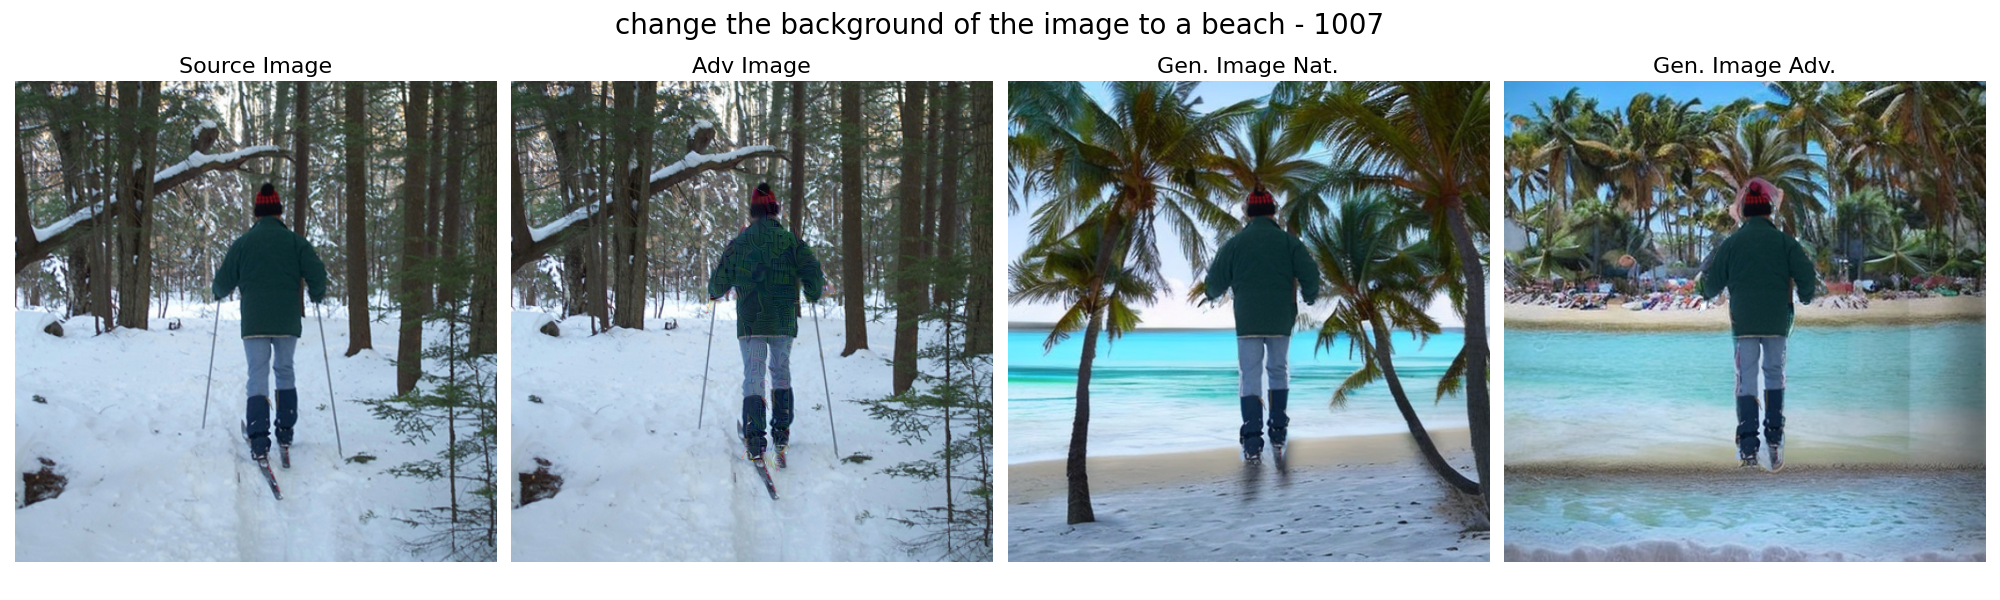 change the background of the image to a beach - 1007
Source Image
Adv Image
Gen. Image Nat.
Gen. Image Adv.